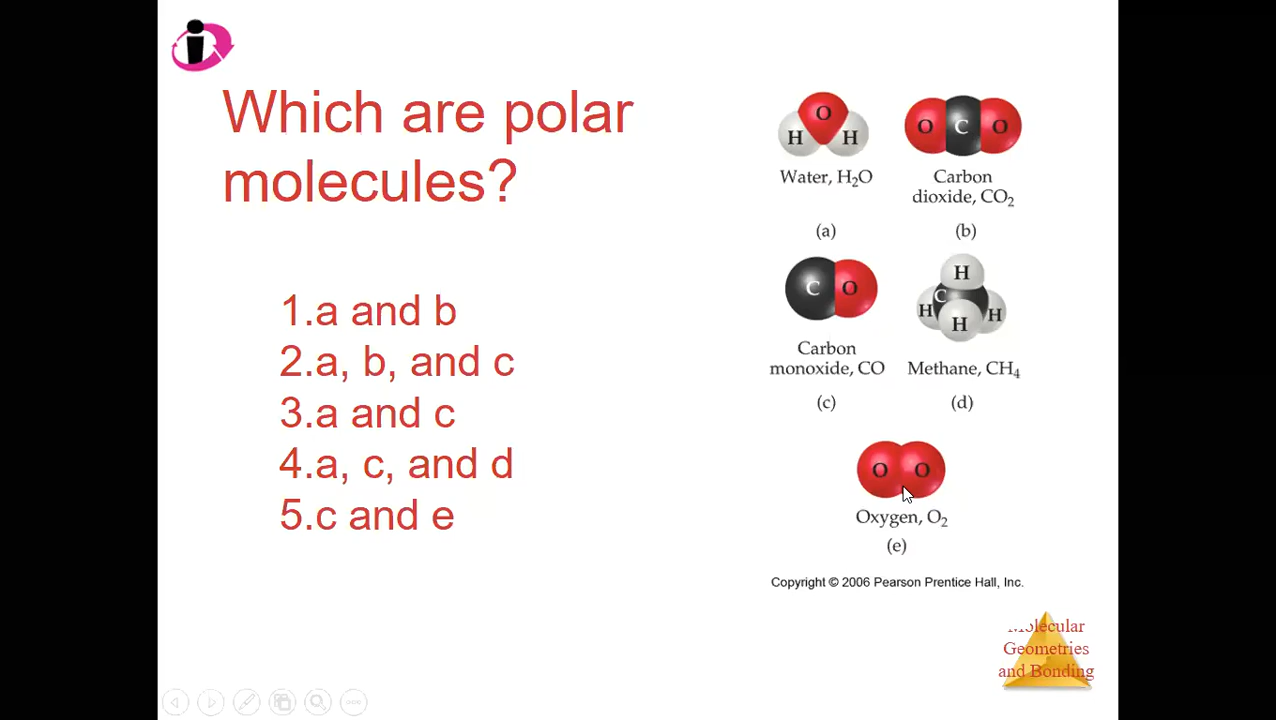 Which are polar
molecules?
1.a and b
2.a, b, and c
3.a and c
4.a, c, and d
5.c and e
H O H
Water, H₂O
(a)
O C O
Carbon
dioxide, CO₂
(b)
C O
Carbon
monoxide, CO
(c)
H
C
H H
H
Methane, CH₄
(d)
O O
Oxygen, O₂
(e)
Copyright © 2006 Pearson Prentice Hall, Inc.
Molecular
Geometries
and Bonding